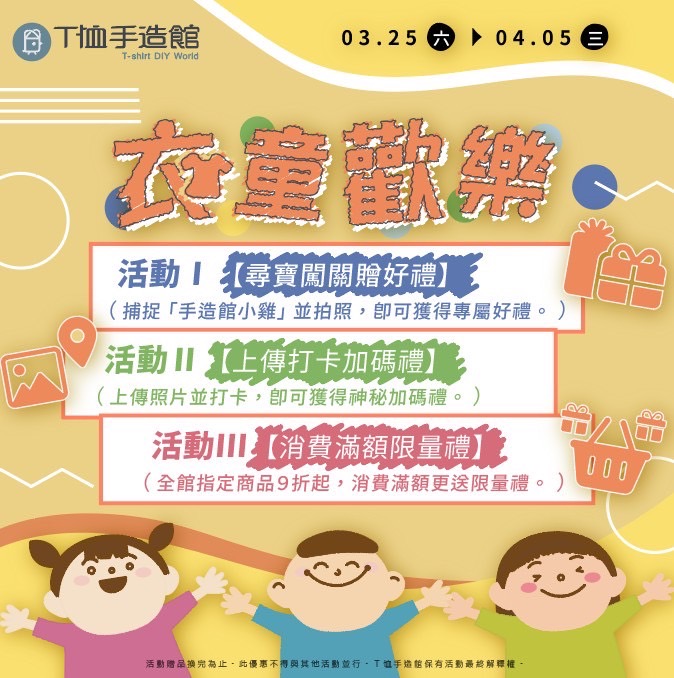 T恤手造館
T-shirt DIY World
03.25 六 ▶ 04.05 三
衣童歡樂
活動 I 【尋寶闖關贈好禮】
（捕捉「手造館小雞」並拍照，即可獲得專屬好禮。）
活動 II 【上傳打卡加碼禮】
（上傳照片並打卡，即可獲得神秘加碼禮。）
活動III【消費滿額限量禮】
（全館指定商品9折起，消費滿額更送限量禮。）
活動贈品換完為止。此優惠不得與其他活動並行。T恤手造館保有活動最終解釋權。